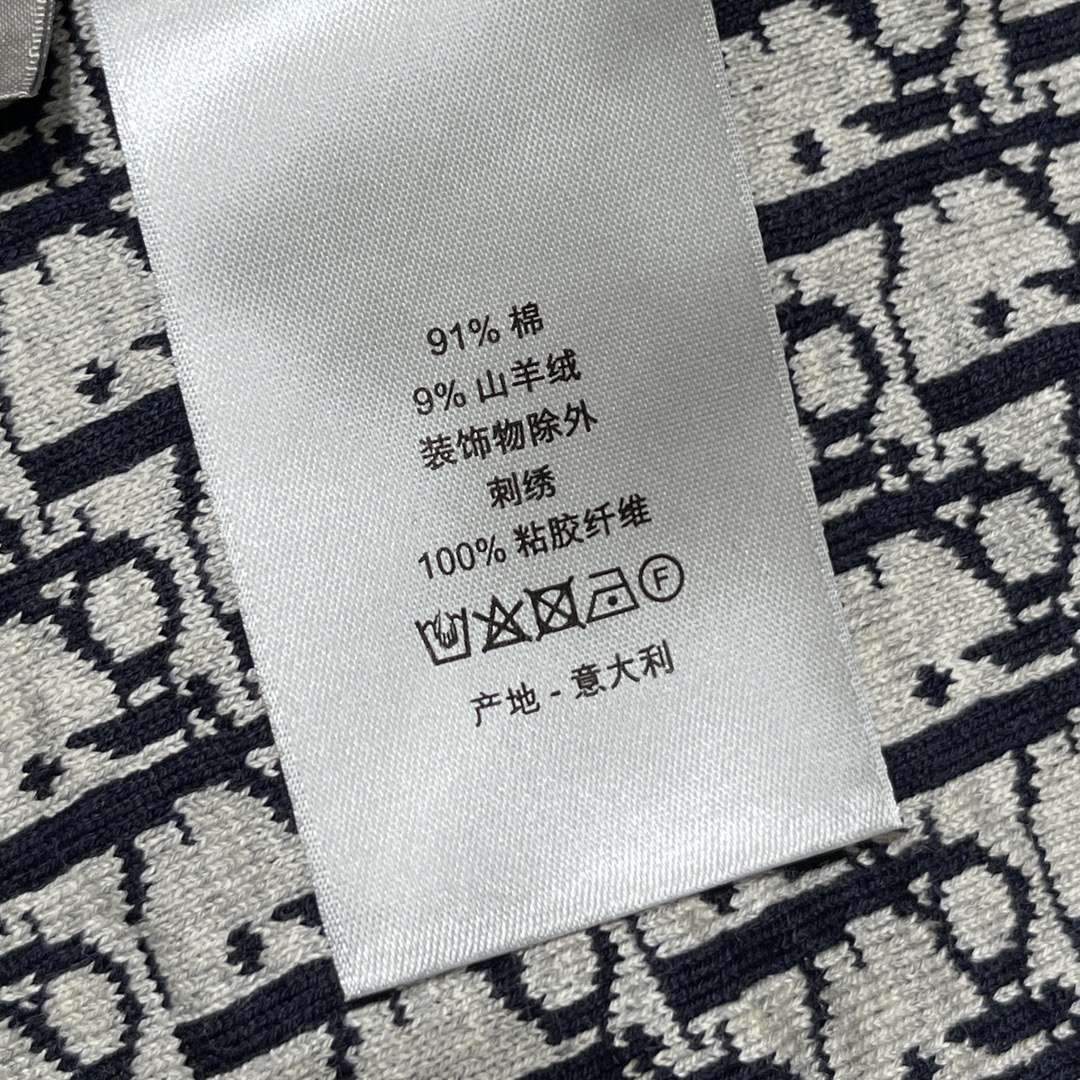 91% 棉
9% 山羊绒
装饰物除外
刺绣
100% 粘胶纤维
F
产地 - 意大利